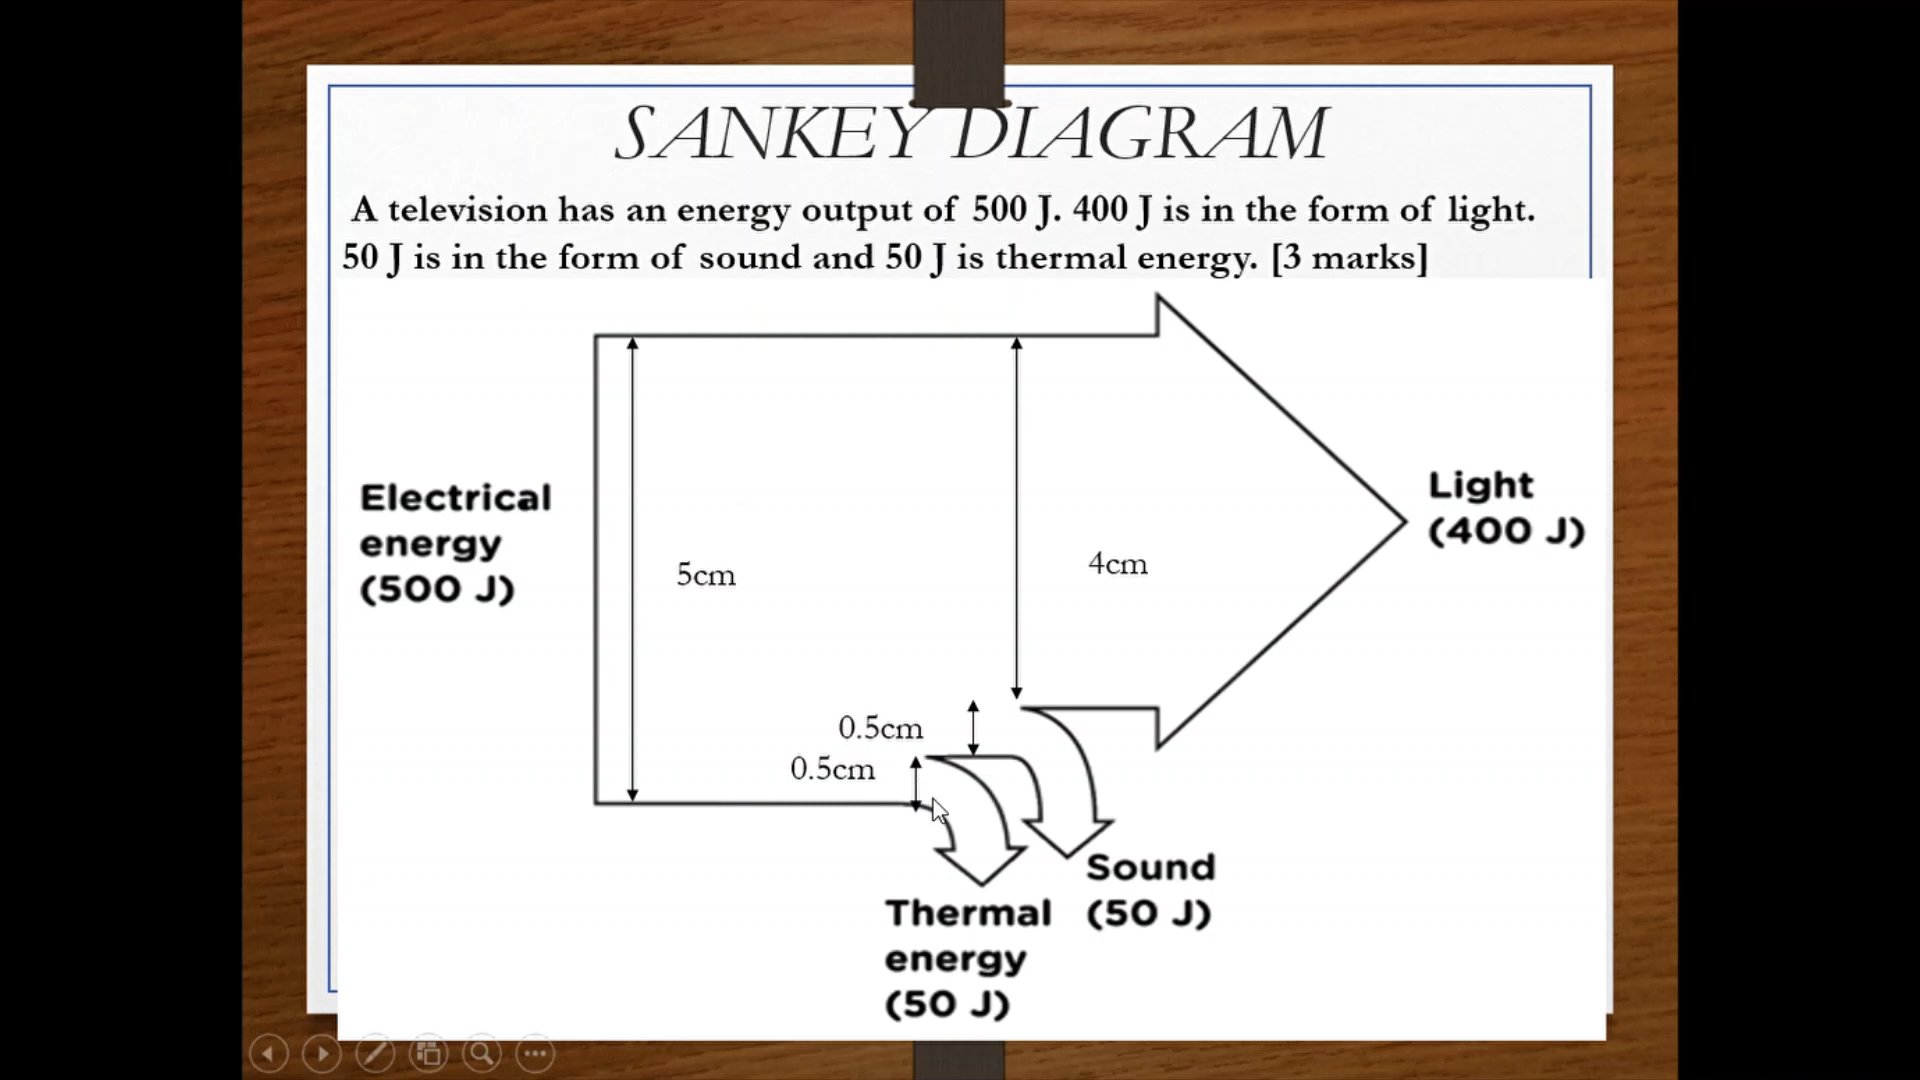 SANKEY DIAGRAM
A television has an energy output of 500 J. 400 J is in the form of light.
50 J is in the form of sound and 50 J is thermal energy. [3 marks]
Electrical
energy
(500 J)
5cm
4cm
Light
(400 J)
0.5cm
0.5cm
Sound
(50 J)
Thermal
energy
(50 J)